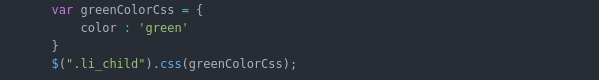 var greenColorCss = {
    color : 'green'
}
$(".li_child").css(greenColorCss);